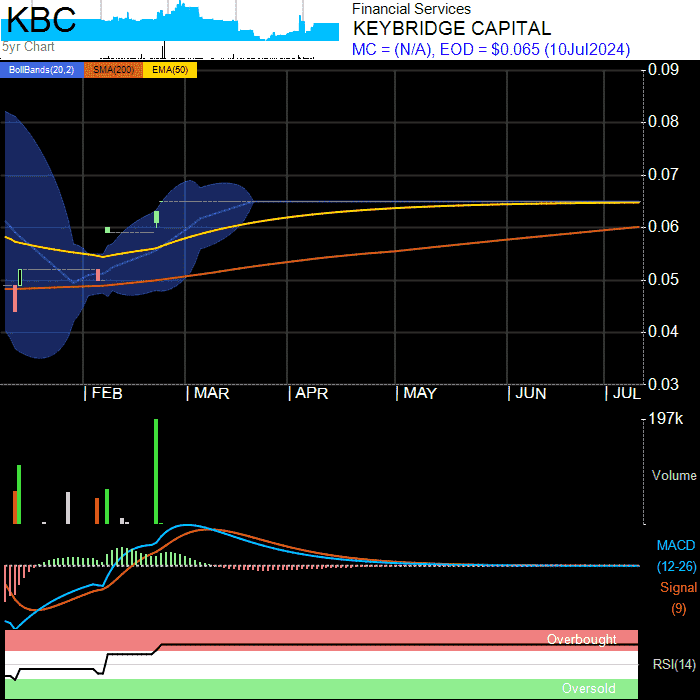 KBC
5yr Chart
Financial Services
KEYBRIDGE CAPITAL
MC = (N/A), EOD = $0.065 (10Jul2024)
BollBands(20,2) SMA(200) EMA(50)
0.09
0.08
0.07
0.06
0.05
0.04
0.03
| FEB | MAR | APR | MAY | JUN | JUL
197k
Volume
MACD
(12-26)
Signal
(9)
Overbought
RSI(14)
Oversold